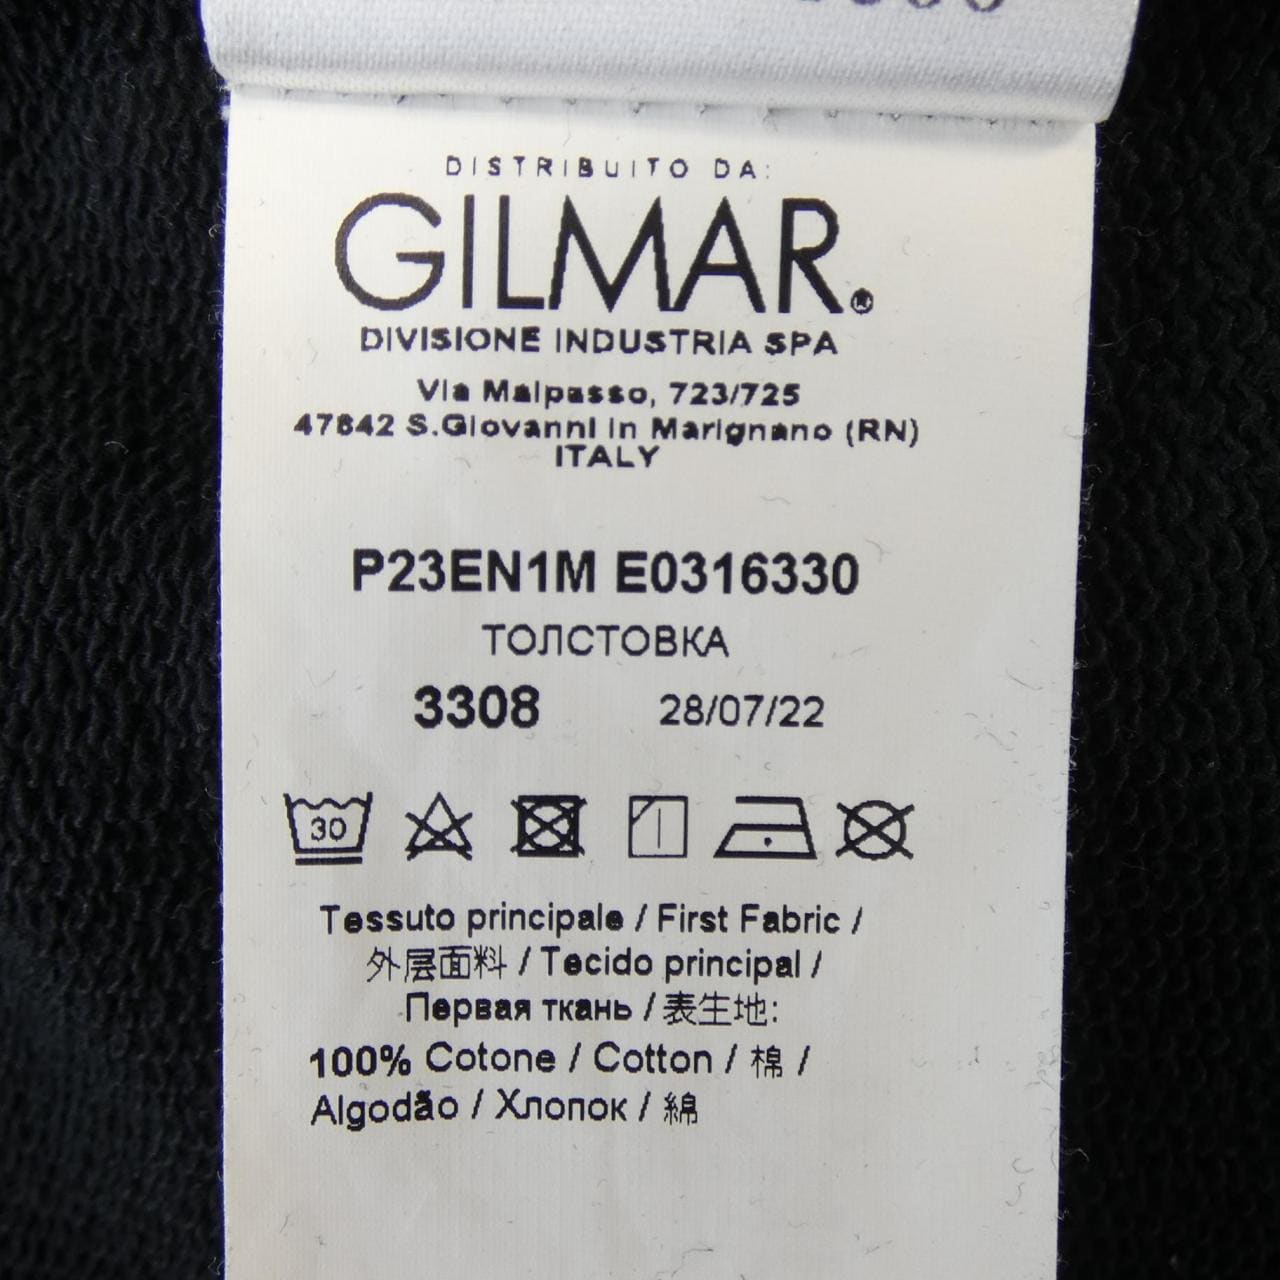 DISTRIBUITO DA:
GILMAR
DIVISIONE INDUSTRIA SPA
Via Malpasso, 723/725
47842 S.Giovanni in Marignano (RN)
ITALY
P23EN1M E0316330
ТОЛСТОВКА
3308 28/07/22
30
Tessuto principale / First Fabric /
外层面料 / Tecido principal /
Первая ткань / 表生地:
100% Cotone / Cotton / 棉 /
Algodão / Хлопок / 綿